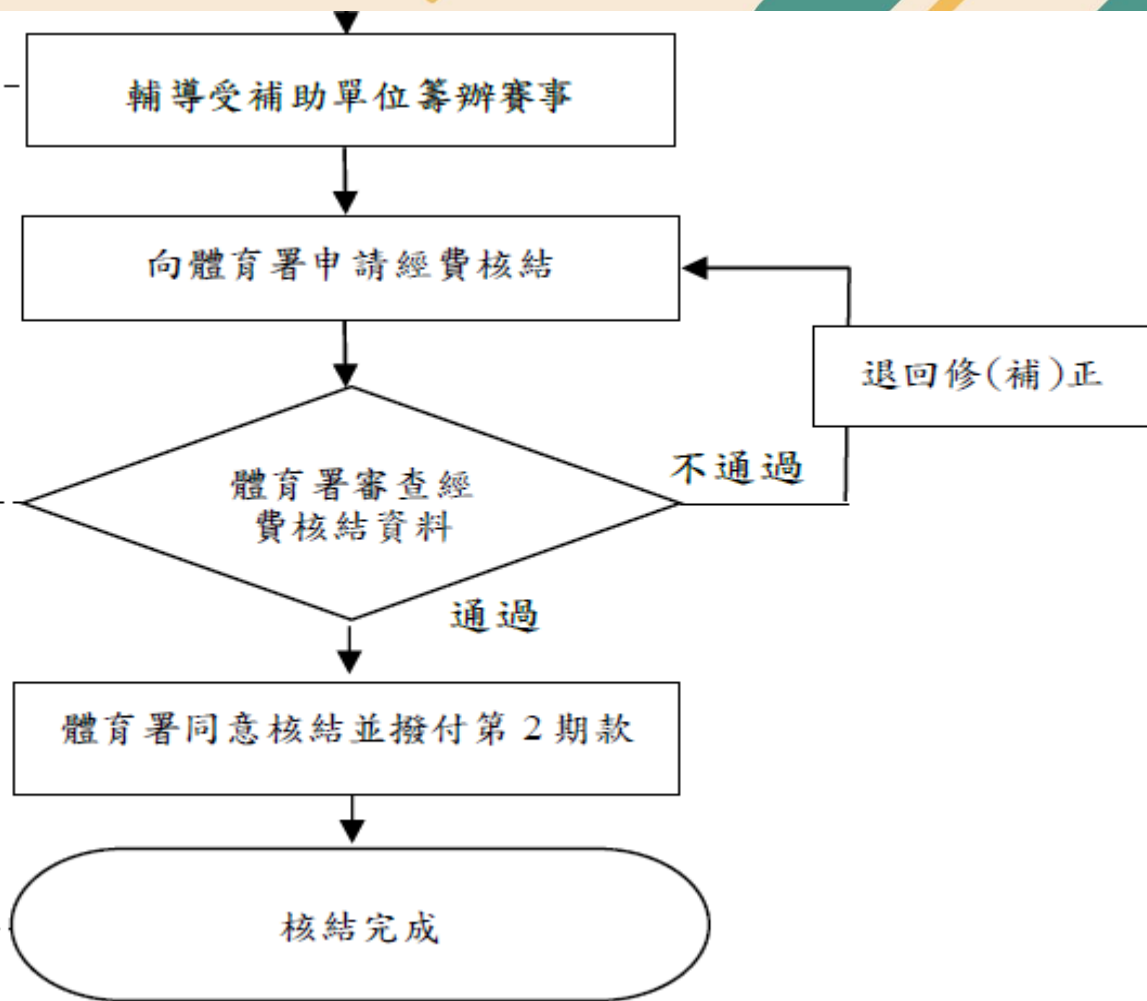 輔導受補助單位籌辦賽事
向體育署申請經費核結
退回修(補)正
不通過
體育署審查經
費核結資料
通過
體育署同意核結並撥付第2期款
核結完成